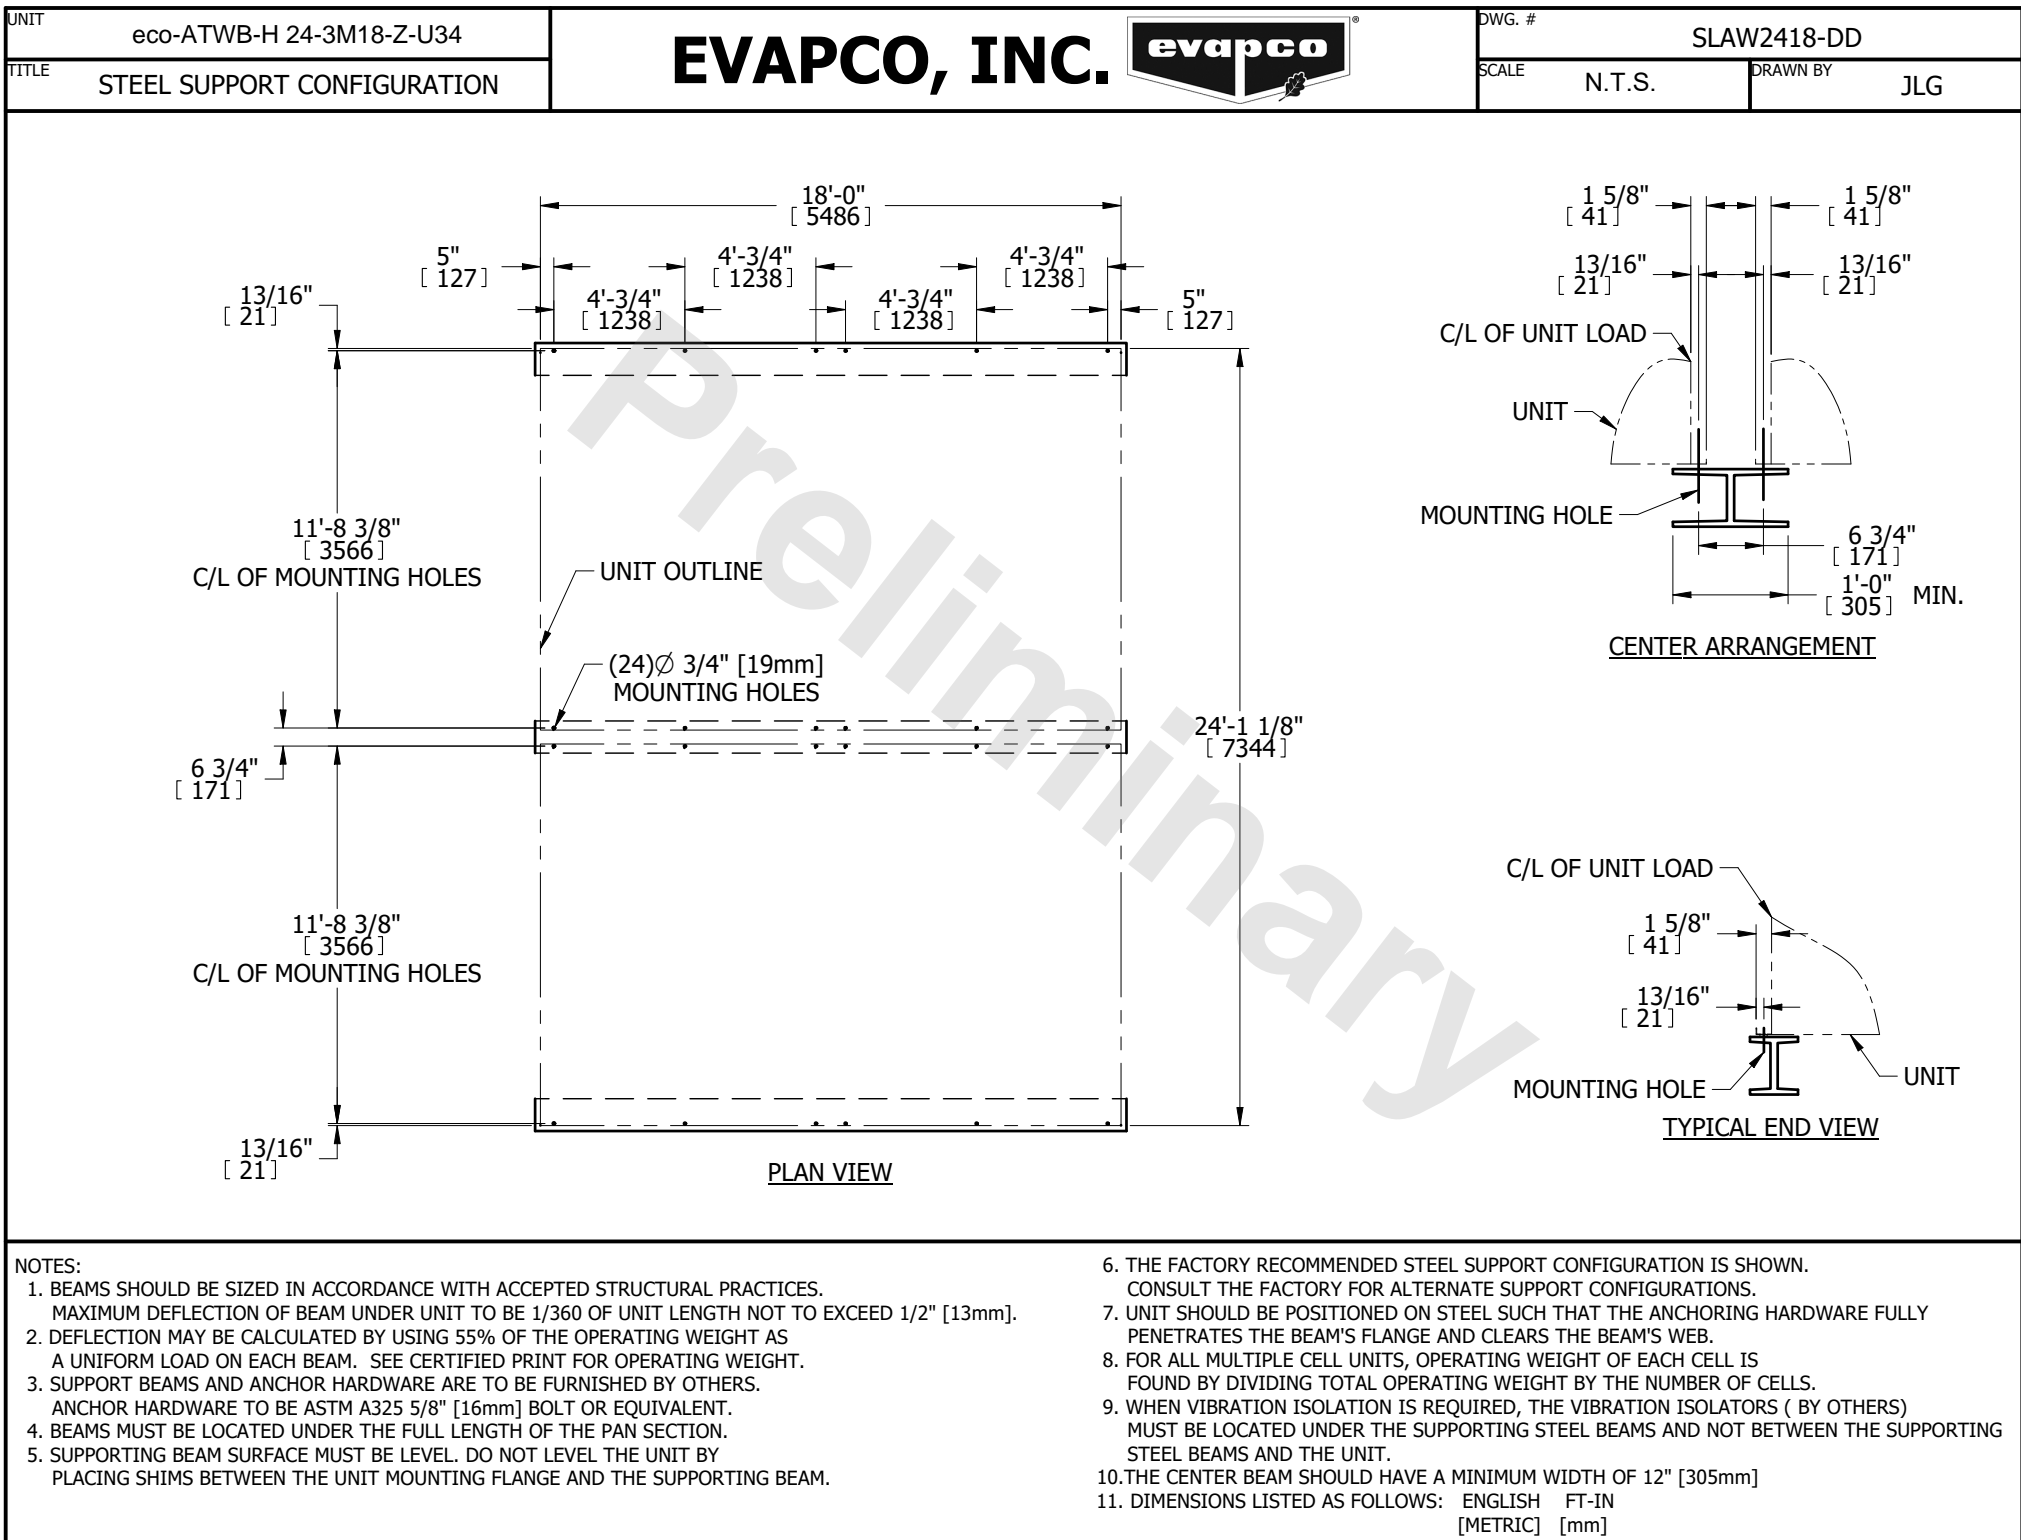 UNIT
eco-ATWB-H 24-3M18-Z-U34
TITLE
STEEL SUPPORT CONFIGURATION
EVAPCO, INC.
evapco
®
DWG. #
SLAW2418-DD
SCALE
N.T.S.
DRAWN BY
JLG
18'-0"
[ 5486 ]
5"
[ 127 ]
4'-3/4"
[ 1238 ]
4'-3/4"
[ 1238 ]
13/16"
[ 21 ]
4'-3/4"
[ 1238 ]
4'-3/4"
[ 1238 ]
5"
[ 127 ]
11'-8 3/8"
[ 3566 ]
C/L OF MOUNTING HOLES
UNIT OUTLINE
(24)∅ 3/4" [19mm]
MOUNTING HOLES
24'-1 1/8"
[ 7344 ]
6 3/4"
[ 171 ]
11'-8 3/8"
[ 3566 ]
C/L OF MOUNTING HOLES
13/16"
[ 21 ]
PLAN VIEW
Preliminary
1 5/8"
[ 41 ]
1 5/8"
[ 41 ]
13/16"
[ 21 ]
13/16"
[ 21 ]
C/L OF UNIT LOAD
UNIT
MOUNTING HOLE
6 3/4"
[ 171 ]
1'-0"
[ 305 ]
MIN.
CENTER ARRANGEMENT
C/L OF UNIT LOAD
1 5/8"
[ 41 ]
13/16"
[ 21 ]
MOUNTING HOLE
UNIT
TYPICAL END VIEW
NOTES:
1. BEAMS SHOULD BE SIZED IN ACCORDANCE WITH ACCEPTED STRUCTURAL PRACTICES.
MAXIMUM DEFLECTION OF BEAM UNDER UNIT TO BE 1/360 OF UNIT LENGTH NOT TO EXCEED 1/2" [13mm].
2. DEFLECTION MAY BE CALCULATED BY USING 55% OF THE OPERATING WEIGHT AS
A UNIFORM LOAD ON EACH BEAM. SEE CERTIFIED PRINT FOR OPERATING WEIGHT.
3. SUPPORT BEAMS AND ANCHOR HARDWARE ARE TO BE FURNISHED BY OTHERS.
ANCHOR HARDWARE TO BE ASTM A325 5/8" [16mm] BOLT OR EQUIVALENT.
4. BEAMS MUST BE LOCATED UNDER THE FULL LENGTH OF THE PAN SECTION.
5. SUPPORTING BEAM SURFACE MUST BE LEVEL. DO NOT LEVEL THE UNIT BY
PLACING SHIMS BETWEEN THE UNIT MOUNTING FLANGE AND THE SUPPORTING BEAM.
6. THE FACTORY RECOMMENDED STEEL SUPPORT CONFIGURATION IS SHOWN.
CONSULT THE FACTORY FOR ALTERNATE SUPPORT CONFIGURATIONS.
7. UNIT SHOULD BE POSITIONED ON STEEL SUCH THAT THE ANCHORING HARDWARE FULLY
PENETRATES THE BEAM'S FLANGE AND CLEARS THE BEAM'S WEB.
8. FOR ALL MULTIPLE CELL UNITS, OPERATING WEIGHT OF EACH CELL IS
FOUND BY DIVIDING TOTAL OPERATING WEIGHT BY THE NUMBER OF CELLS.
9. WHEN VIBRATION ISOLATION IS REQUIRED, THE VIBRATION ISOLATORS ( BY OTHERS)
MUST BE LOCATED UNDER THE SUPPORTING STEEL BEAMS AND NOT BETWEEN THE SUPPORTING
STEEL BEAMS AND THE UNIT.
10.THE CENTER BEAM SHOULD HAVE A MINIMUM WIDTH OF 12" [305mm]
11. DIMENSIONS LISTED AS FOLLOWS: ENGLISH FT-IN
[METRIC] [mm]